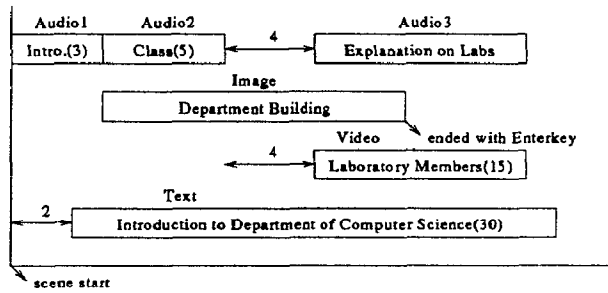 Audio1 Audio2 Audio3
Intro.(3) Class(5) 4 Explanation on Labs
Image
Department Building
Video ended with Enterkey
4 Laboratory Members(15)
Text
2 Introduction to Department of Computer Science(30)
scene start